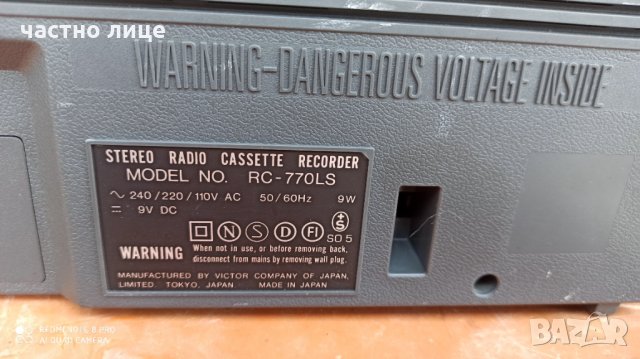 частно лице
WARNING-DANGEROUS VOLTAGE INSIDE
STEREO RADIO CASSETTE RECORDER
MODEL NO. RC-770LS
∼ 240/220/110V AC 50/60Hz 9W
⎓ 9V DC
N S D FI +S
SO 5
WARNING When not in use, or before removing back,
disconnect from mains by removing wall plug.
MANUFACTURED BY VICTOR COMPANY OF JAPAN,
LIMITED. TOKYO, JAPAN MADE IN JAPAN
REDMI NOTE 8 PRO
AI QUAD CAMERA
BAZAR